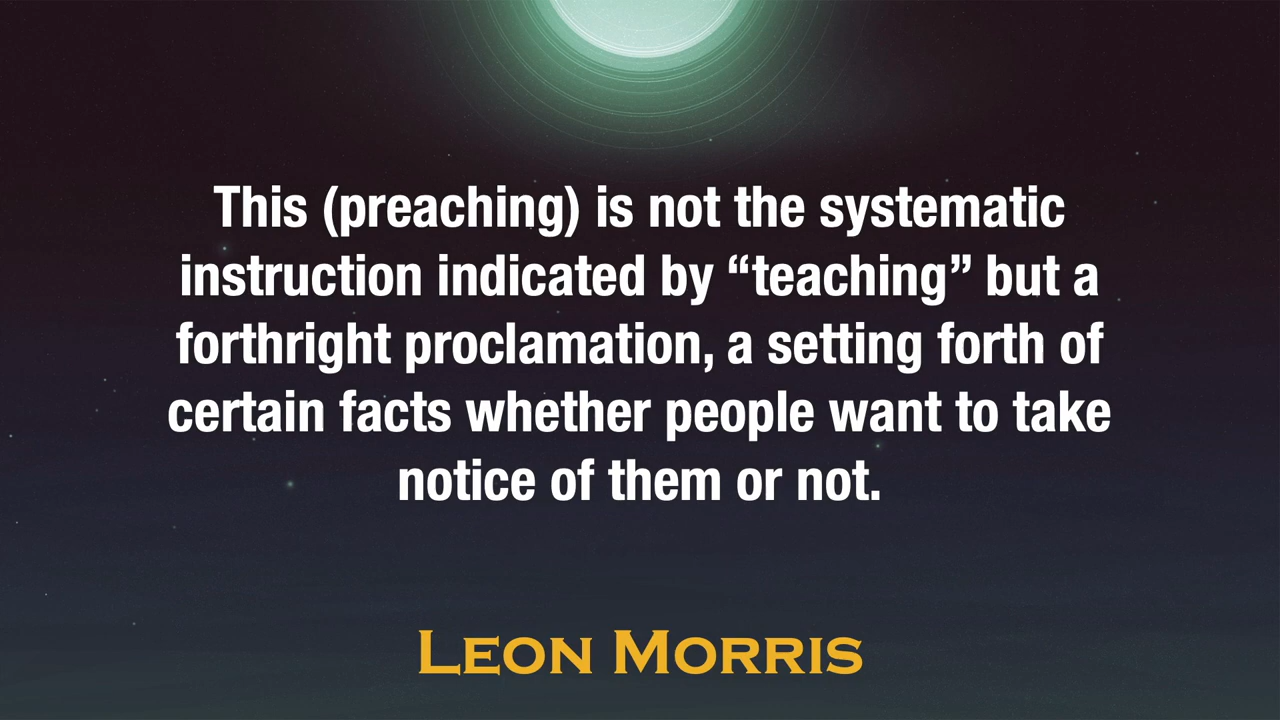 This (preaching) is not the systematic
instruction indicated by “teaching” but a
forthright proclamation, a setting forth of
certain facts whether people want to take
notice of them or not.
Leon Morris